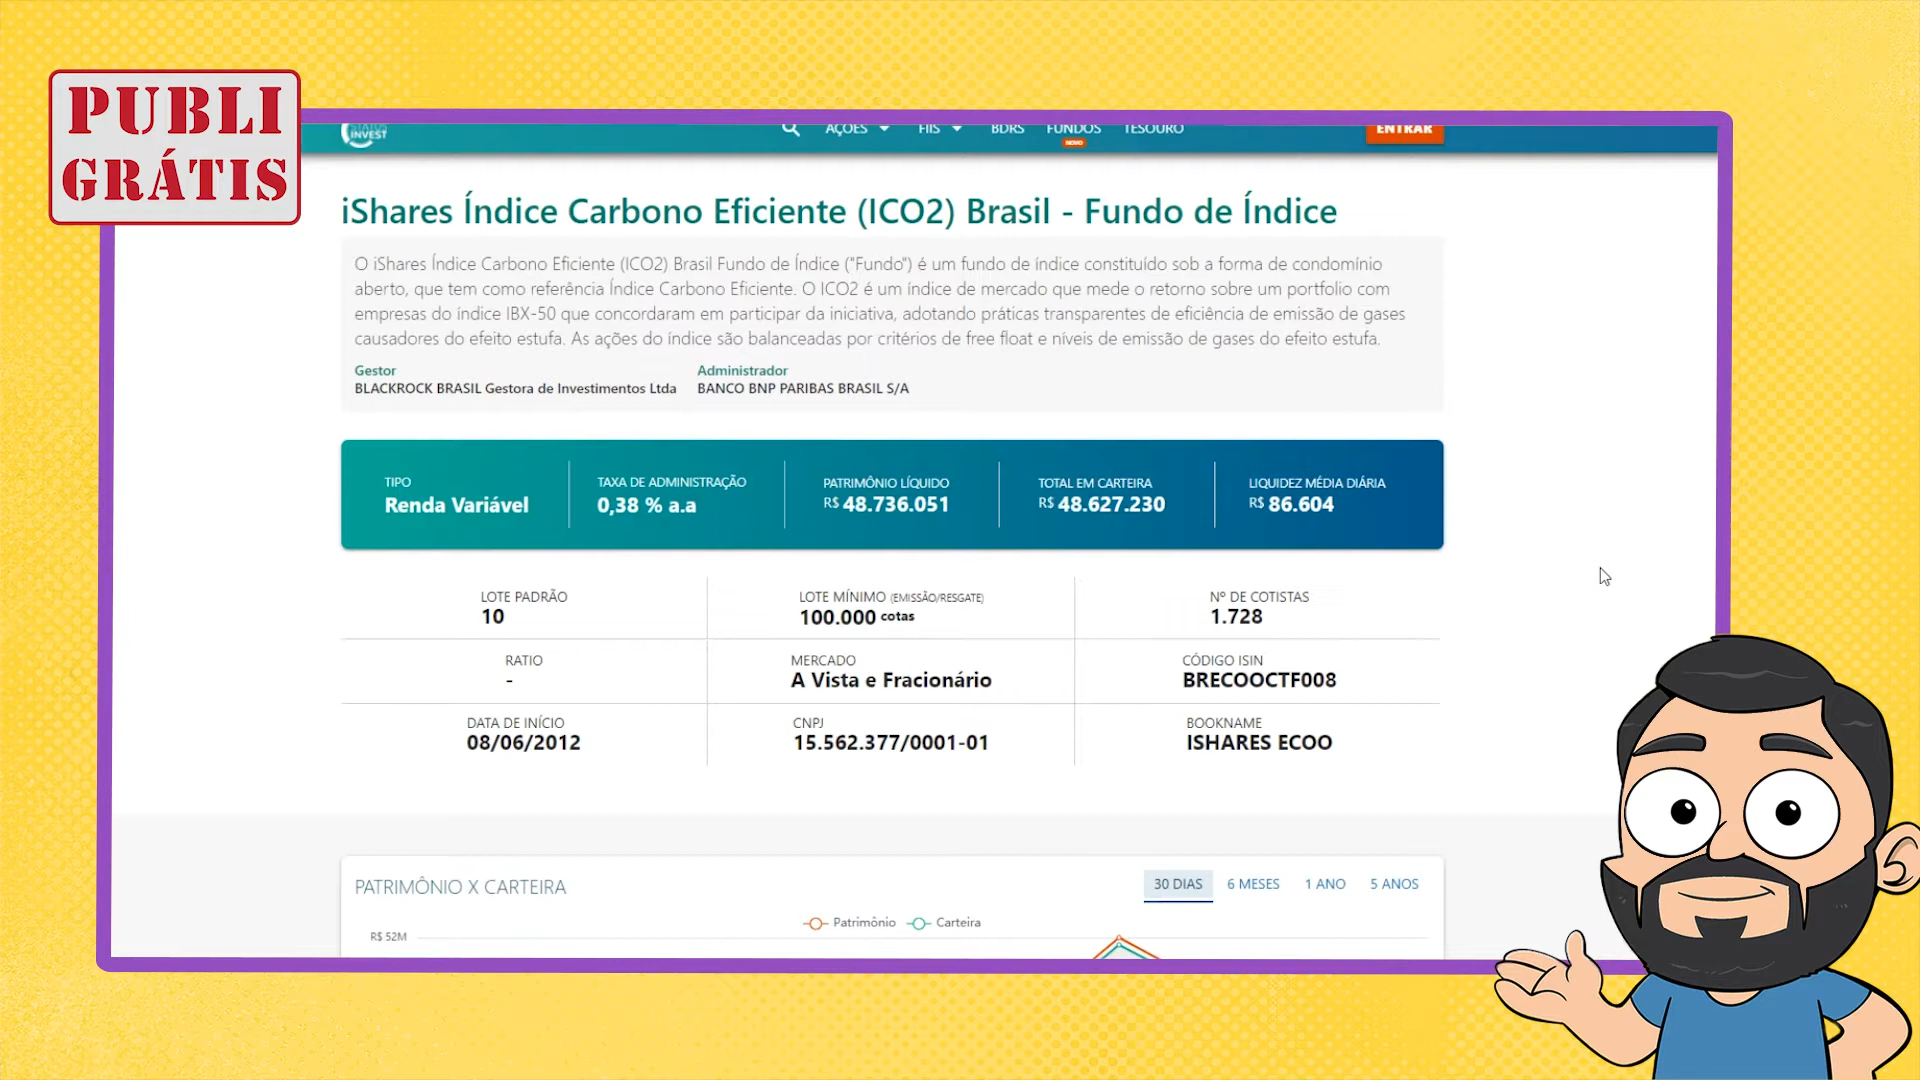 PUBLI
GRÁTIS
STATUS
INVEST
AÇÕES
FIIS
BDRS
FUNDOS
NOVO
TESOURO
ENTRAR
iShares Índice Carbono Eficiente (ICO2) Brasil - Fundo de Índice
O iShares Índice Carbono Eficiente (ICO2) Brasil Fundo de Índice ("Fundo") é um fundo de índice constituído sob a forma de condomínio
aberto, que tem como referência Índice Carbono Eficiente. O ICO2 é um índice de mercado que mede o retorno sobre um portfolio com
empresas do índice IBX-50 que concordaram em participar da iniciativa, adotando práticas transparentes de eficiência de emissão de gases
causadores do efeito estufa. As ações do índice são balanceadas por critérios de free float e níveis de emissão de gases do efeito estufa.
Gestor
BLACKROCK BRASIL Gestora de Investimentos Ltda
Administrador
BANCO BNP PARIBAS BRASIL S/A
TIPO
Renda Variável
TAXA DE ADMINISTRAÇÃO
0,38 % a.a
PATRIMÔNIO LÍQUIDO
R$ 48.736.051
TOTAL EM CARTEIRA
R$ 48.627.230
LIQUIDEZ MÉDIA DIÁRIA
R$ 86.604
LOTE PADRÃO
10
LOTE MÍNIMO (EMISSÃO/RESGATE)
100.000 cotas
Nº DE COTISTAS
1.728
RATIO
-
MERCADO
A Vista e Fracionário
CÓDIGO ISIN
BRECOOCTF008
DATA DE INÍCIO
08/06/2012
CNPJ
15.562.377/0001-01
BOOKNAME
ISHARES ECOO
PATRIMÔNIO X CARTEIRA
30 DIAS
6 MESES
1 ANO
5 ANOS
Patrimônio
Carteira
R$ 52M